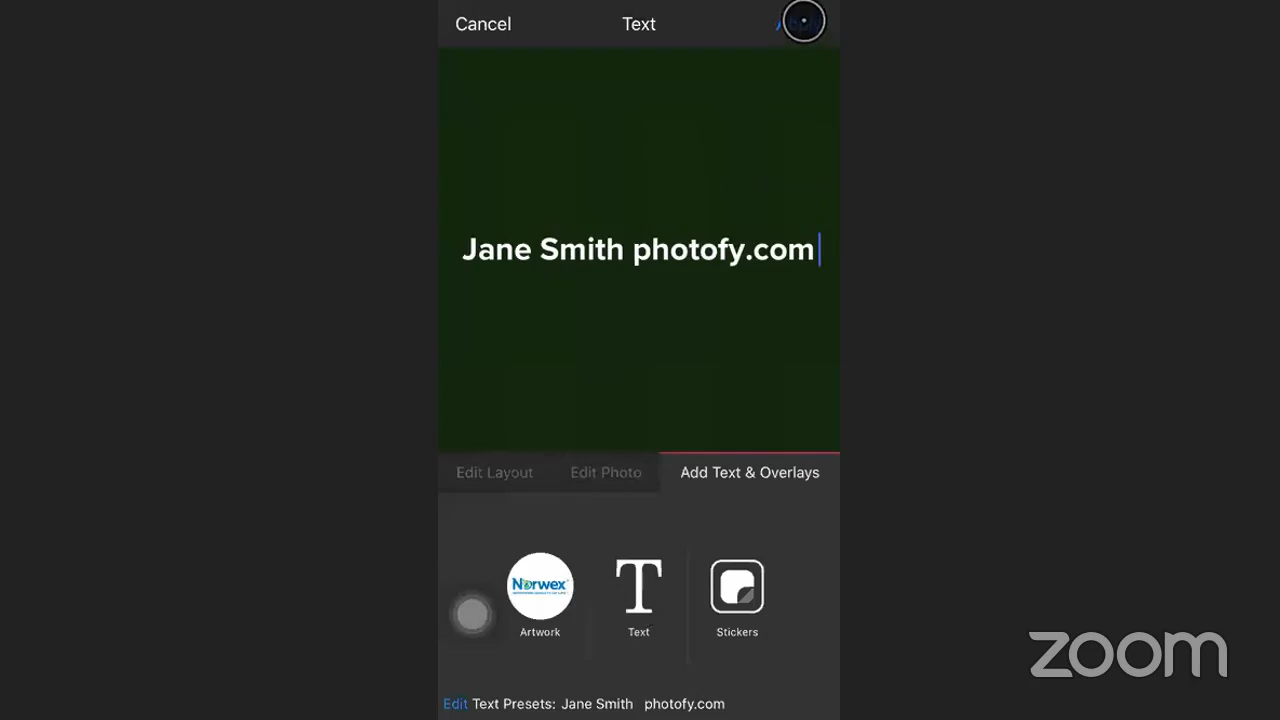 Cancel Text
Jane Smith photofy.com
Edit Layout Edit Photo Add Text & Overlays
Norwex
Artwork Text Stickers
zoom
Edit Text Presets: Jane Smith photofy.com